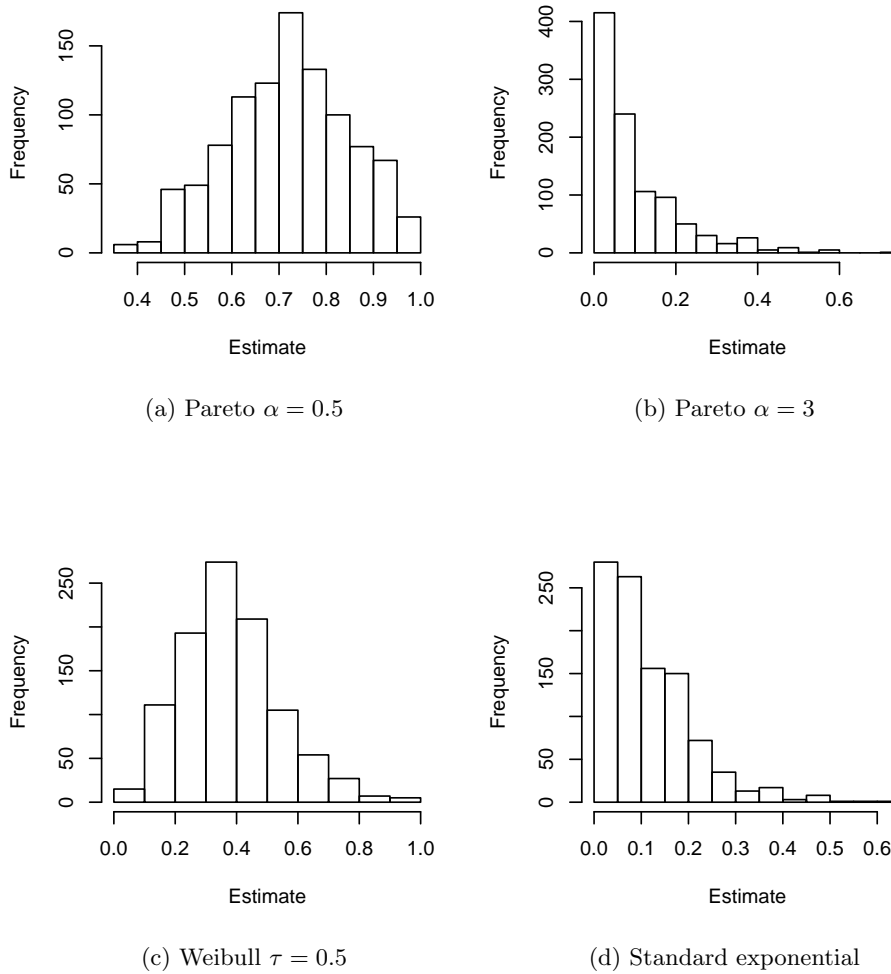 Frequency
0 50 100 150
0.4 0.5 0.6 0.7 0.8 0.9 1.0
Estimate
(a) Pareto α = 0.5
Frequency
0 100 200 300 400
0.0 0.2 0.4 0.6
Estimate
(b) Pareto α = 3
Frequency
0 50 150 250
0.0 0.2 0.4 0.6 0.8 1.0
Estimate
(c) Weibull τ = 0.5
Frequency
0 50 150 250
0.0 0.1 0.2 0.3 0.4 0.5 0.6
Estimate
(d) Standard exponential